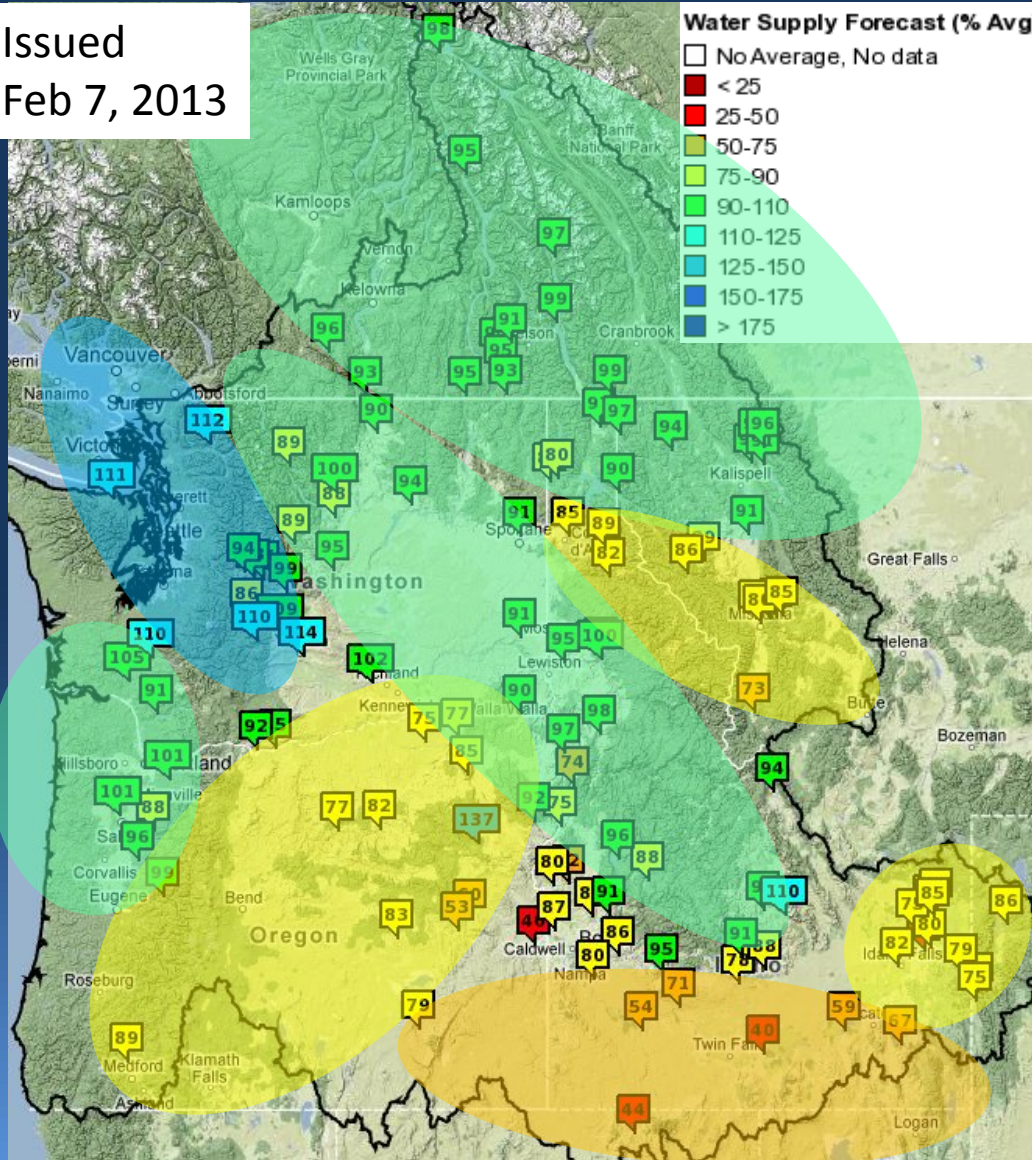 Issued
Feb 7, 2013
Water Supply Forecast (% Avg
No Average, No data
< 25
25-50
50-75
75-90
90-110
110-125
125-150
150-175
> 175
98
Wells Gray
Provincial Park
Banff
National Park
95
Kamloops
97
Vernon
Kelowna
99
96
91
Cranbrook
95
Vancouver
93
95
93
99
Nanaimo
Abbotsford
90
97
112
94
96
89
80
100
90
Kalispell
111
88
94
91
91
85
89
89
Spokane
Great Falls
94
95
82
86
99
86
Washington
85
110
91
Helena
110
114
95
100
105
102
Lewiston
91
90
73
98
92
75
77
97
Bozeman
101
85
74
94
Hillsboro
101
88
77
82
92
75
96
137
96
88
Corvallis
99
80
Eugene
Bend
91
110
85
86
83
53
87
Oregon
86
91
80
Caldwell
95
88
82
79
Roseburg
80
78
Nampa
75
71
79
54
59
67
89
40
Twin Falls
Medford
Klamath
Falls
Ashland
44
Logan